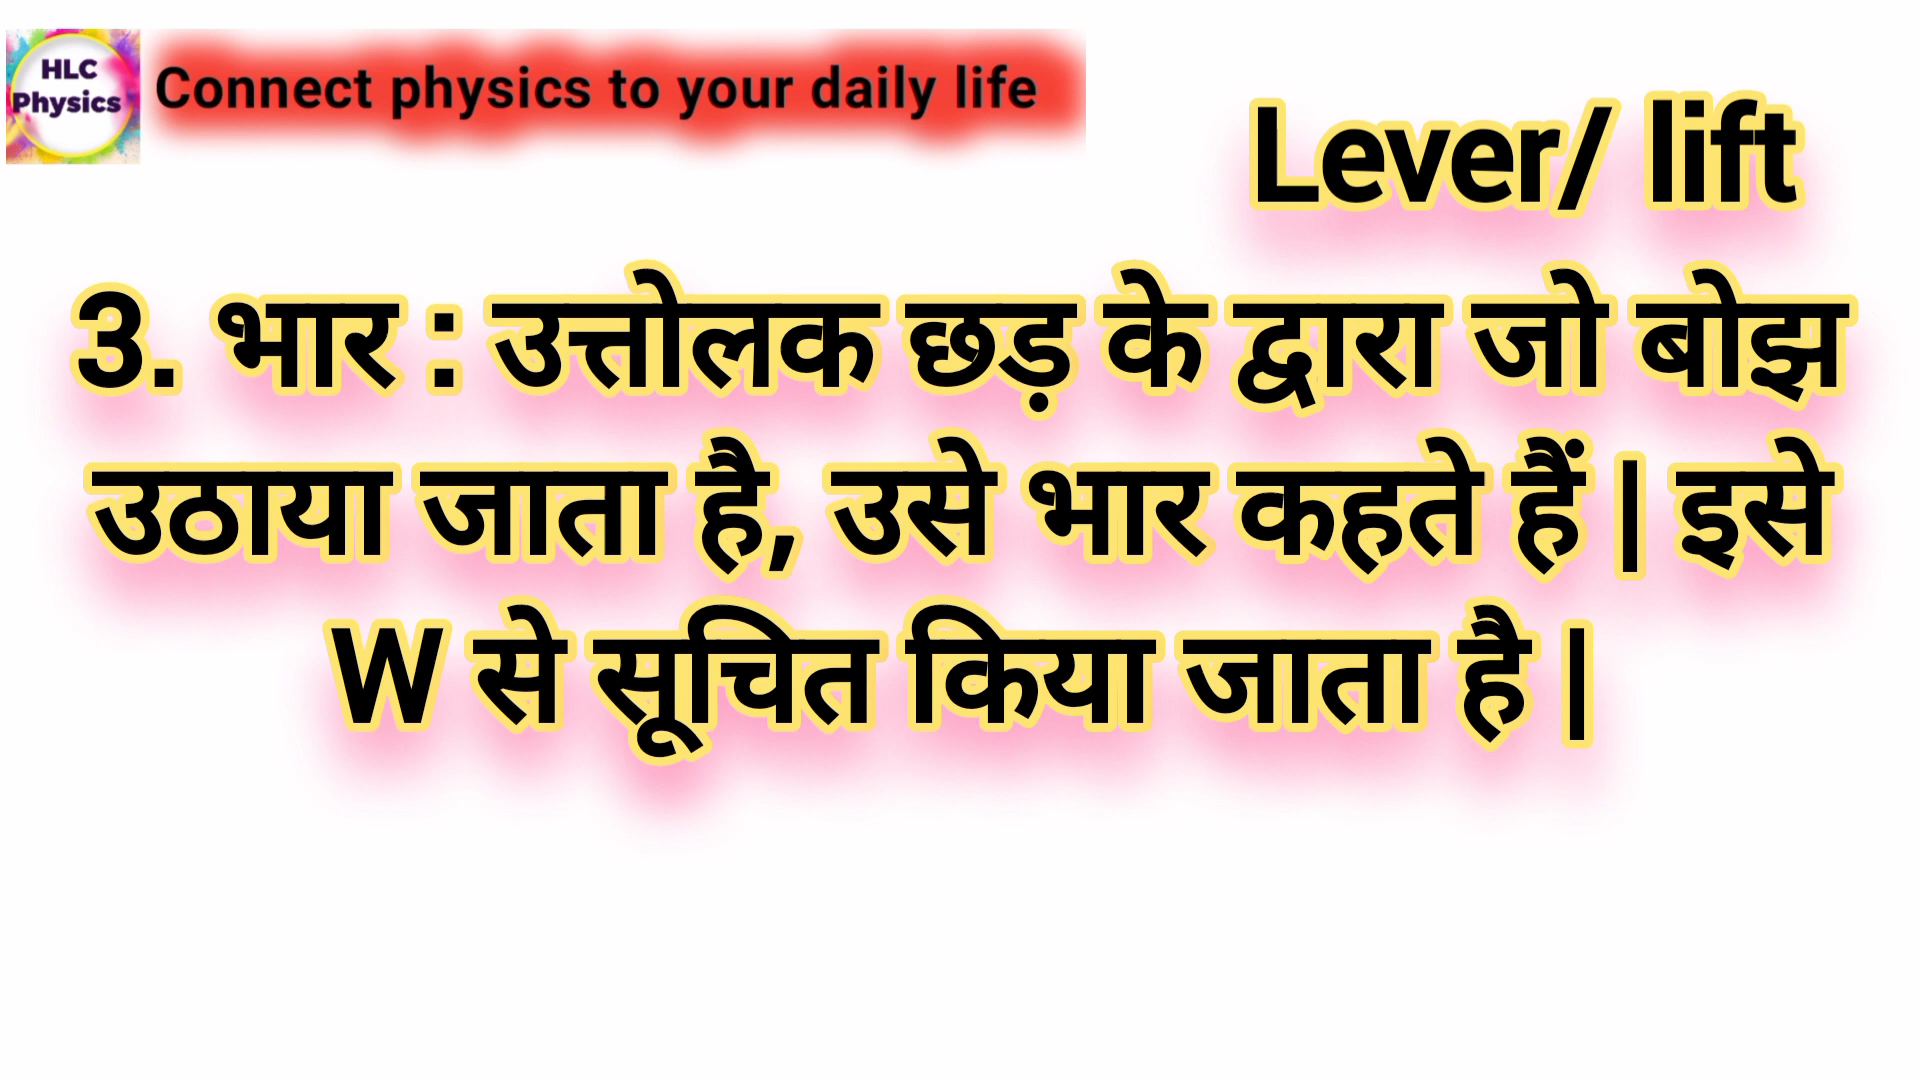 HLC
Physics
Connect physics to your daily life
Lever/ lift
3. भार : उत्तोलक छड़ के द्वारा जो बोझ
उठाया जाता है, उसे भार कहते हैं | इसे
W से सूचित किया जाता है |